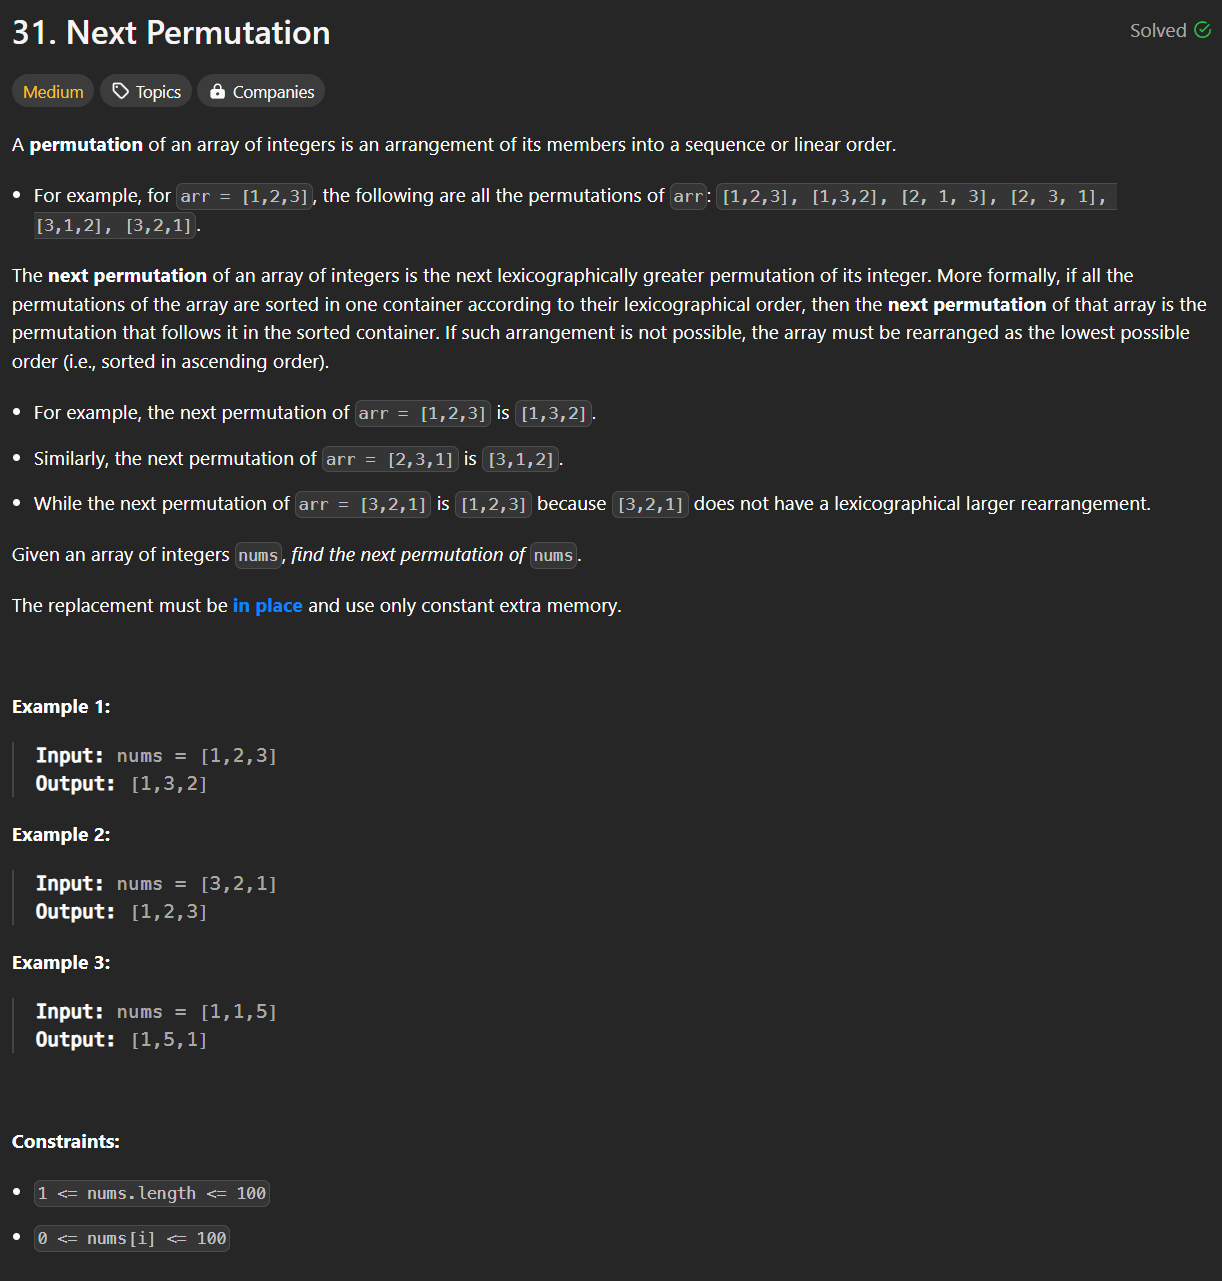 31. Next Permutation
Solved
Medium Topics Companies
A permutation of an array of integers is an arrangement of its members into a sequence or linear order.
• For example, for arr = [1,2,3], the following are all the permutations of arr: [1,2,3], [1,3,2], [2, 1, 3], [2, 3, 1],
[3,1,2], [3,2,1].
The next permutation of an array of integers is the next lexicographically greater permutation of its integer. More formally, if all the
permutations of the array are sorted in one container according to their lexicographical order, then the next permutation of that array is the
permutation that follows it in the sorted container. If such arrangement is not possible, the array must be rearranged as the lowest possible
order (i.e., sorted in ascending order).
• For example, the next permutation of arr = [1,2,3] is [1,3,2].
• Similarly, the next permutation of arr = [2,3,1] is [3,1,2].
• While the next permutation of arr = [3,2,1] is [1,2,3] because [3,2,1] does not have a lexicographical larger rearrangement.
Given an array of integers nums, find the next permutation of nums.
The replacement must be in place and use only constant extra memory.
Example 1:
Input: nums = [1,2,3]
Output: [1,3,2]
Example 2:
Input: nums = [3,2,1]
Output: [1,2,3]
Example 3:
Input: nums = [1,1,5]
Output: [1,5,1]
Constraints:
• 1 <= nums.length <= 100
• 0 <= nums[i] <= 100